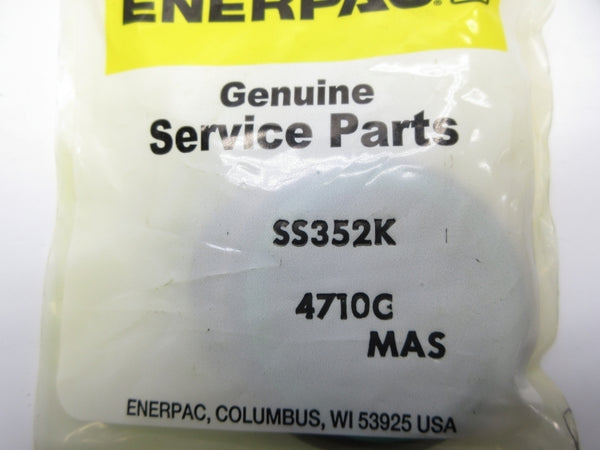 ENERPAC®
Genuine
Service Parts
SS352K
4710G
MAS
ENERPAC, COLUMBUS, WI 53925 USA